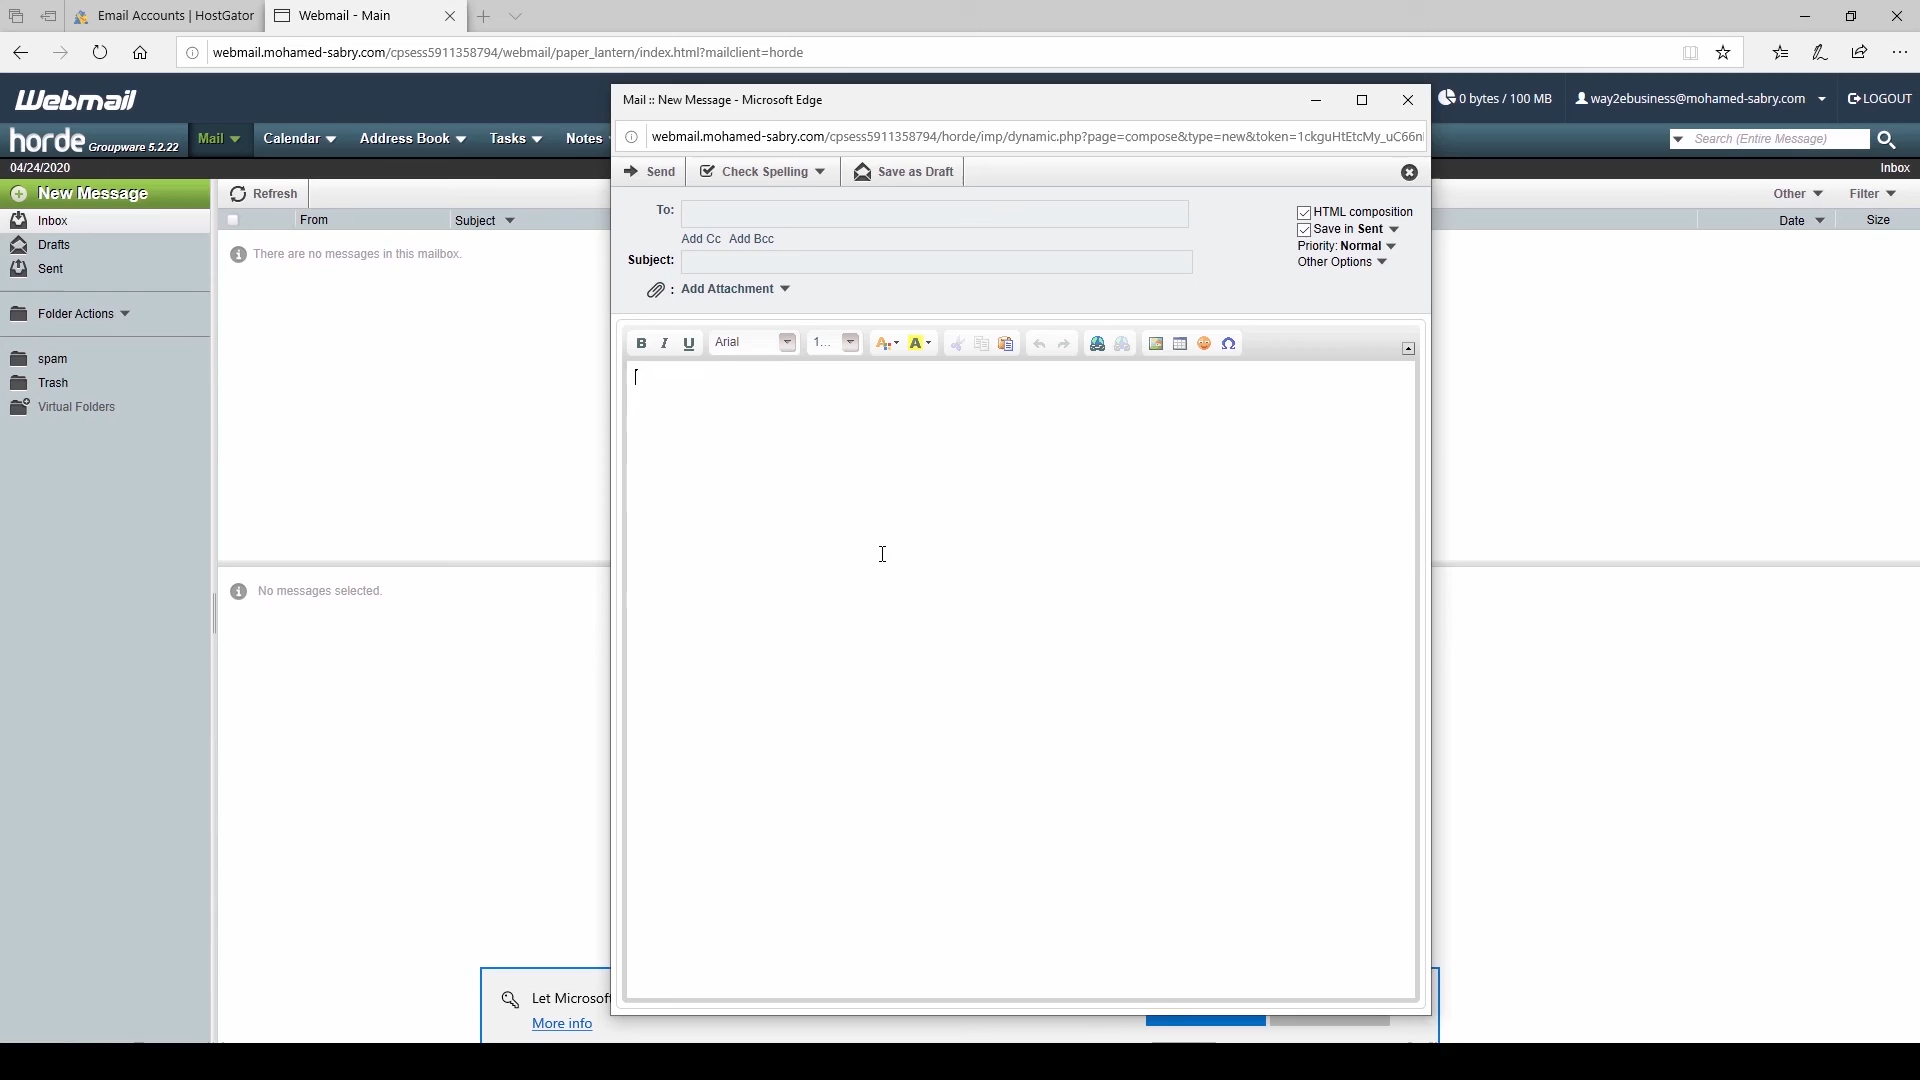 Email Accounts | HostGator
Webmail - Main
webmail.mohamed-sabry.com/cpsess5911358794/webmail/paper_lantern/index.html?mailclient=horde
Webmail
0 bytes / 100 MB
way2ebusiness@mohamed-sabry.com
LOGOUT
horde Groupware 5.2.22
Mail
Calendar
Address Book
Tasks
Notes
Search (Entire Message)
04/24/2020
Inbox
New Message
Inbox
Drafts
Sent
Folder Actions
spam
Trash
Virtual Folders
Refresh
Other
Filter
From
Subject
Date
Size
There are no messages in this mailbox.
No messages selected.
Mail :: New Message - Microsoft Edge
webmail.mohamed-sabry.com/cpsess5911358794/horde/imp/dynamic.php?page=compose&type=new&token=1ckguHtEtcMy_uC66n
Send
Check Spelling
Save as Draft
To:
Add Cc Add Bcc
Subject:
: Add Attachment
HTML composition
Save in Sent
Priority: Normal
Other Options
B I U
Arial
1...
A
A
Ω
Let Microsof
More info